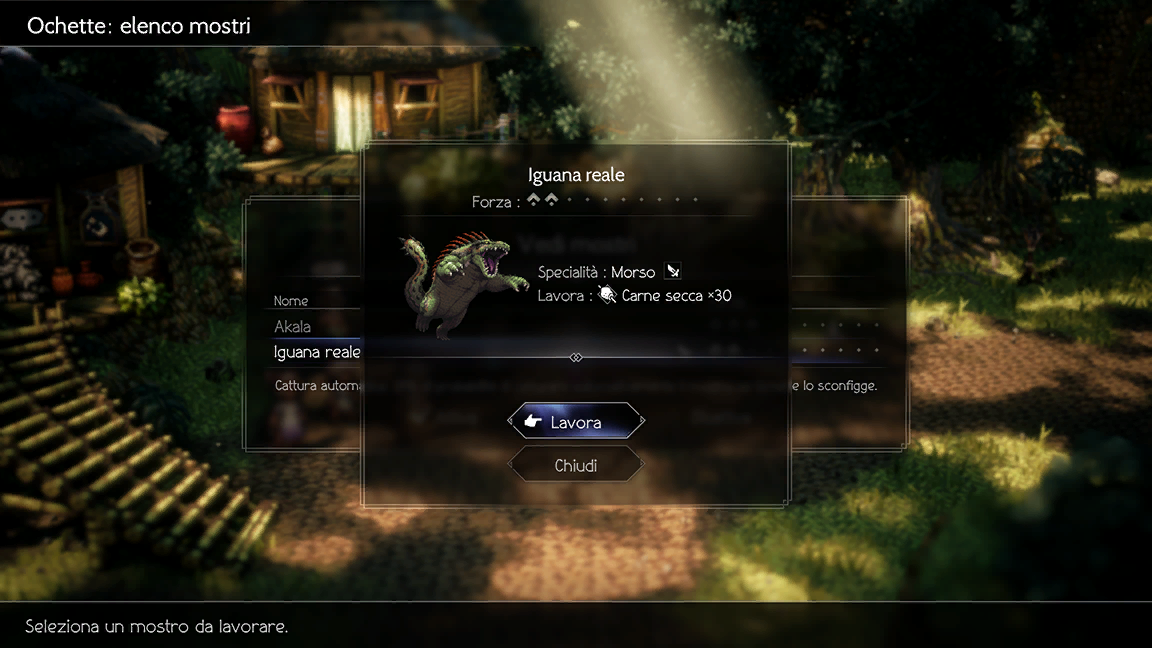 Ochette: elenco mostri
Iguana reale
Forza :
Specialità : Morso
Lavora : Carne secca ×30
Nome
Akala
Iguana reale
Cattura autom
e lo sconfigge.
Lavora
Chiudi
Seleziona un mostro da lavorare.